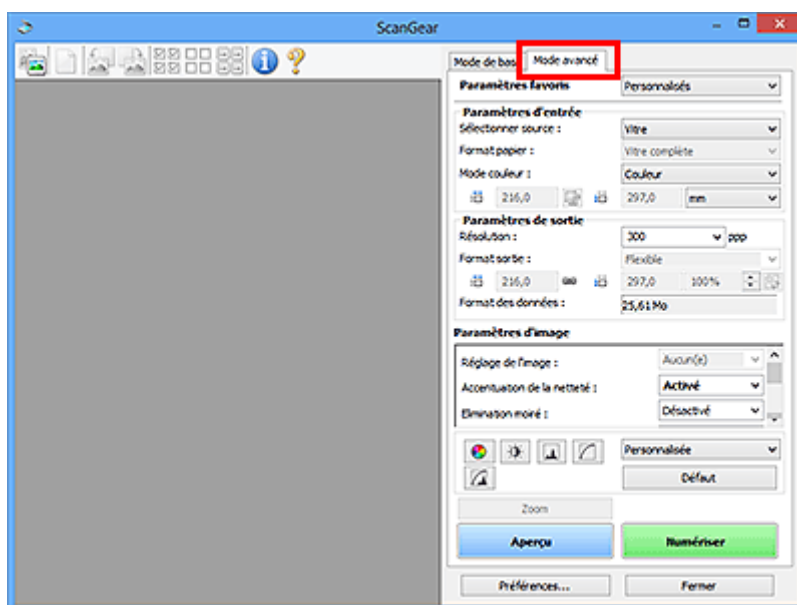 ScanGear
Mode de bas Mode avancé
Paramètres favoris Personnalisés
Paramètres d'entrée
Sélectionner source : Vitre
Format papier : Vitre complète
Mode couleur : Couleur
216,0 297,0 mm
Paramètres de sortie
Résolution : 300 ppp
Format sortie : Flexible
216,0 297,0 100%
Format des données : 25,61 Mo
Paramètres d'image
Réglage de l'image : Aucun(e)
Accentuation de la netteté : Activé
Elimination moiré : Désactivé
Personnalisée
Défaut
Zoom
Aperçu Numériser
Préférences... Fermer